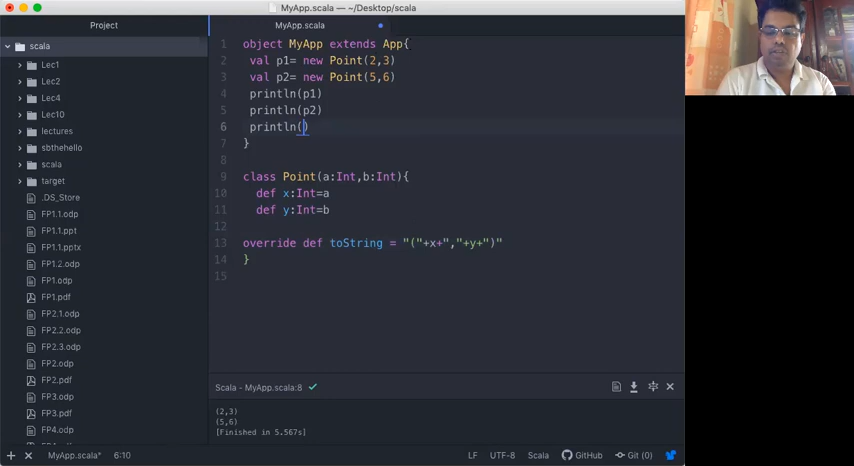 MyApp.scala — ~/Desktop/scala
Project
MyApp.scala
scala
Lec1
Lec2
Lec4
Lec10
lectures
sbthehello
scala
target
.DS_Store
FP1.1.odp
FP1.1.ppt
FP1.1.pptx
FP1.2.odp
FP1.odp
FP1.pdf
FP2.1.odp
FP2.2.odp
FP2.3.odp
FP2.odp
FP2.pdf
FP3.odp
FP3.pdf
FP4.odp
1 object MyApp extends App{
2 val p1= new Point(2,3)
3 val p2= new Point(5,6)
4 println(p1)
5 println(p2)
6 println()
7 }
8
9 class Point(a:Int,b:Int){
10 def x:Int=a
11 def y:Int=b
12
13 override def toString = "("+x+","+y+")"
14 }
15
Scala - MyApp.scala:8
(2,3)
(5,6)
[Finished in 5.567s]
MyApp.scala* 6:10 LF UTF-8 Scala GitHub Git (0)